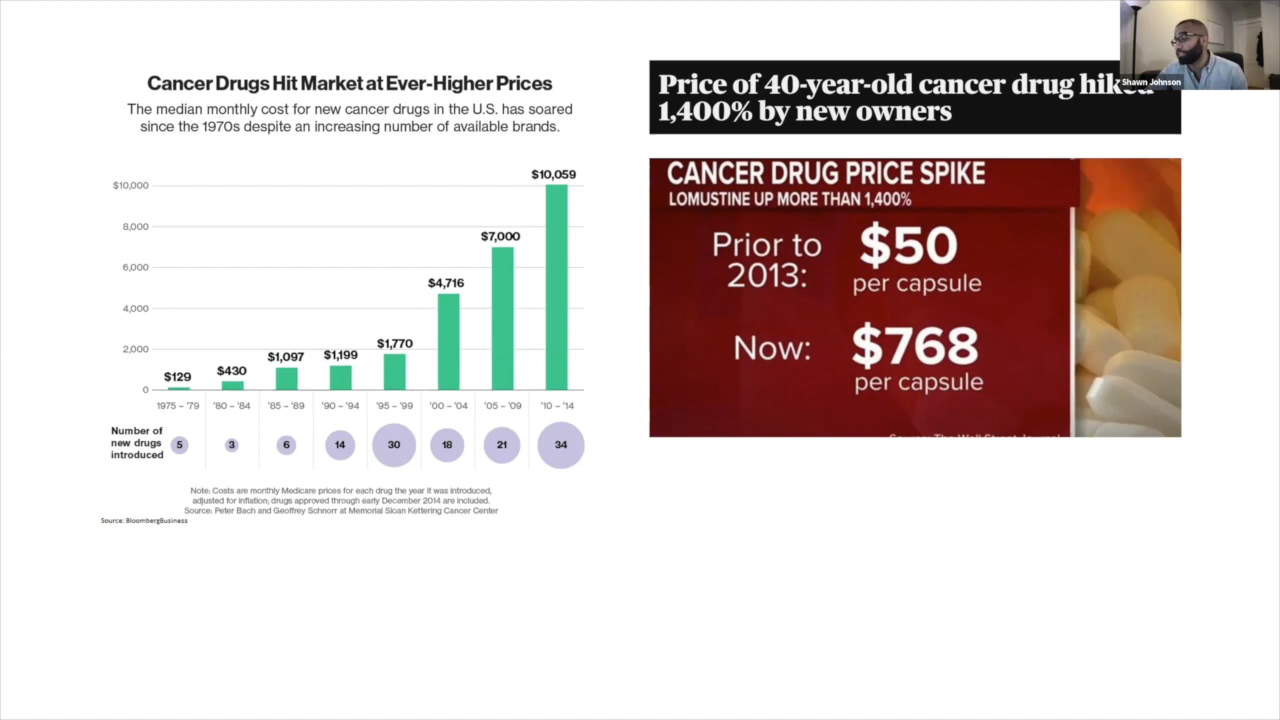 Cancer Drugs Hit Market at Ever-Higher Prices
The median monthly cost for new cancer drugs in the U.S. has soared
since the 1970s despite an increasing number of available brands.
$10,059
$10,000
$7,000
8,000
6,000
$4,716
4,000
$1,770
2,000
$1,097
$1,199
$430
$129
0
1975 – '79
'80 – '84
'85 – '89
'90 – '94
'95 – '99
'00 – '04
'05 – '09
'10 – '14
Number of
new drugs
introduced
5
3
6
14
30
18
21
34
Note: Costs are monthly Medicare prices for each drug the year it was introduced,
adjusted for inflation; drugs approved through early December 2014 are included.
Source: Peter Bach and Geoffrey Schnorr at Memorial Sloan Kettering Cancer Center
Source: BloombergBusiness
Shawn Johnson
Price of 40-year-old cancer drug hiked
1,400% by new owners
CANCER DRUG PRICE SPIKE
LOMUSTINE UP MORE THAN 1,400%
Prior to
2013:
$50
per capsule
Now:
$768
per capsule
Source: The Wall Street Journal